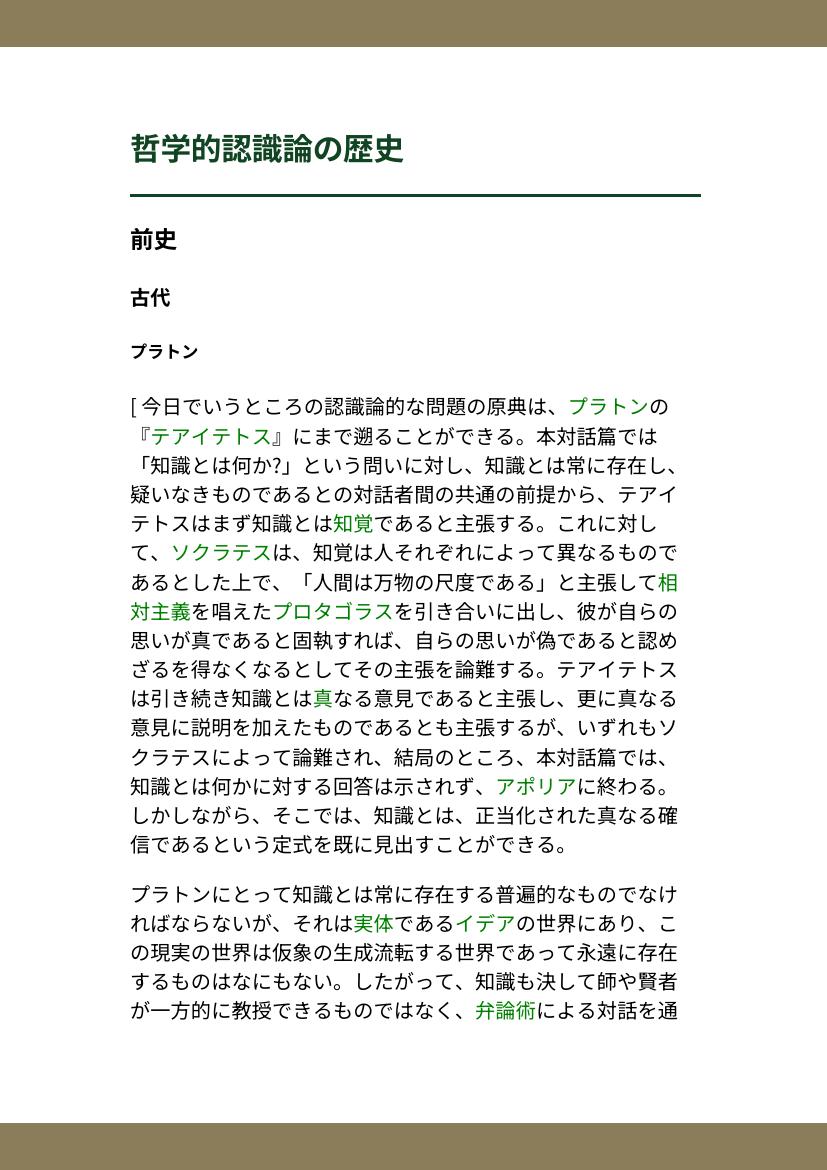 哲学的認識論の歴史
前史
古代
プラトン
[ 今日でいうところの認識論的な問題の原典は、プラトンの
『テアイテトス』にまで遡ることができる。本対話篇では
「知識とは何か?」という問いに対し、知識とは常に存在し、
疑いなきものであるとの対話者間の共通の前提から、テアイ
テトスはまず知識とは知覚であると主張する。これに対し
て、ソクラテスは、知覚は人それぞれによって異なるもので
あるとした上で、「人間は万物の尺度である」と主張して相
対主義を唱えたプロタゴラスを引き合いに出し、彼が自らの
思いが真であると固執すれば、自らの思いが偽であると認め
ざるを得なくなるとしてその主張を論難する。テアイテトス
は引き続き知識とは真なる意見であると主張し、更に真なる
意見に説明を加えたものであるとも主張するが、いずれもソ
クラテスによって論難され、結局のところ、本対話篇では、
知識とは何かに対する回答は示されず、アポリアに終わる。
しかしながら、そこでは、知識とは、正当化された真なる確
信であるという定式を既に見出すことができる。
プラトンにとって知識とは常に存在する普遍的なものでなけ
ればならないが、それは実体であるイデアの世界にあり、こ
の現実の世界は仮象の生成流転する世界であって永遠に存在
するものはなにもない。したがって、知識も決して師や賢者
が一方的に教授できるものではなく、弁論術による対話を通